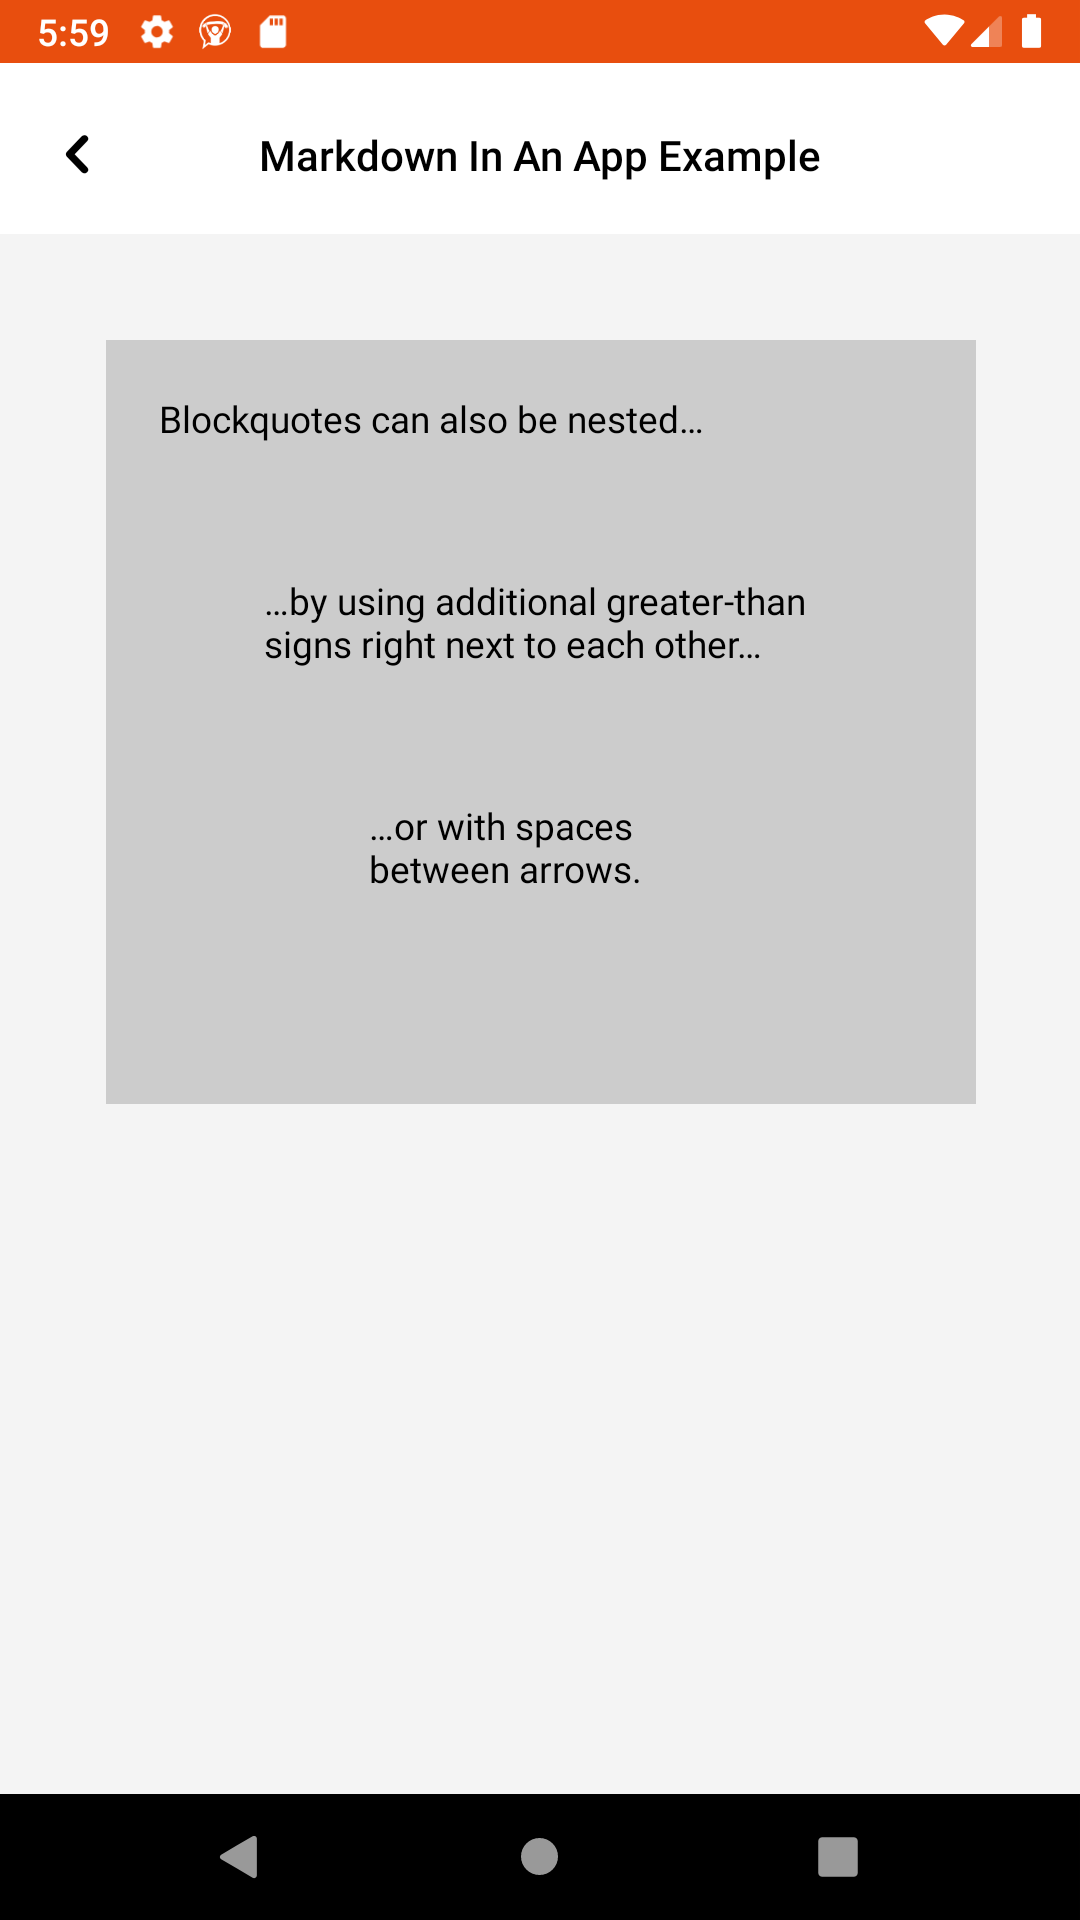 5:59
Markdown In An App Example
Blockquotes can also be nested…
…by using additional greater-than
signs right next to each other…
…or with spaces
between arrows.